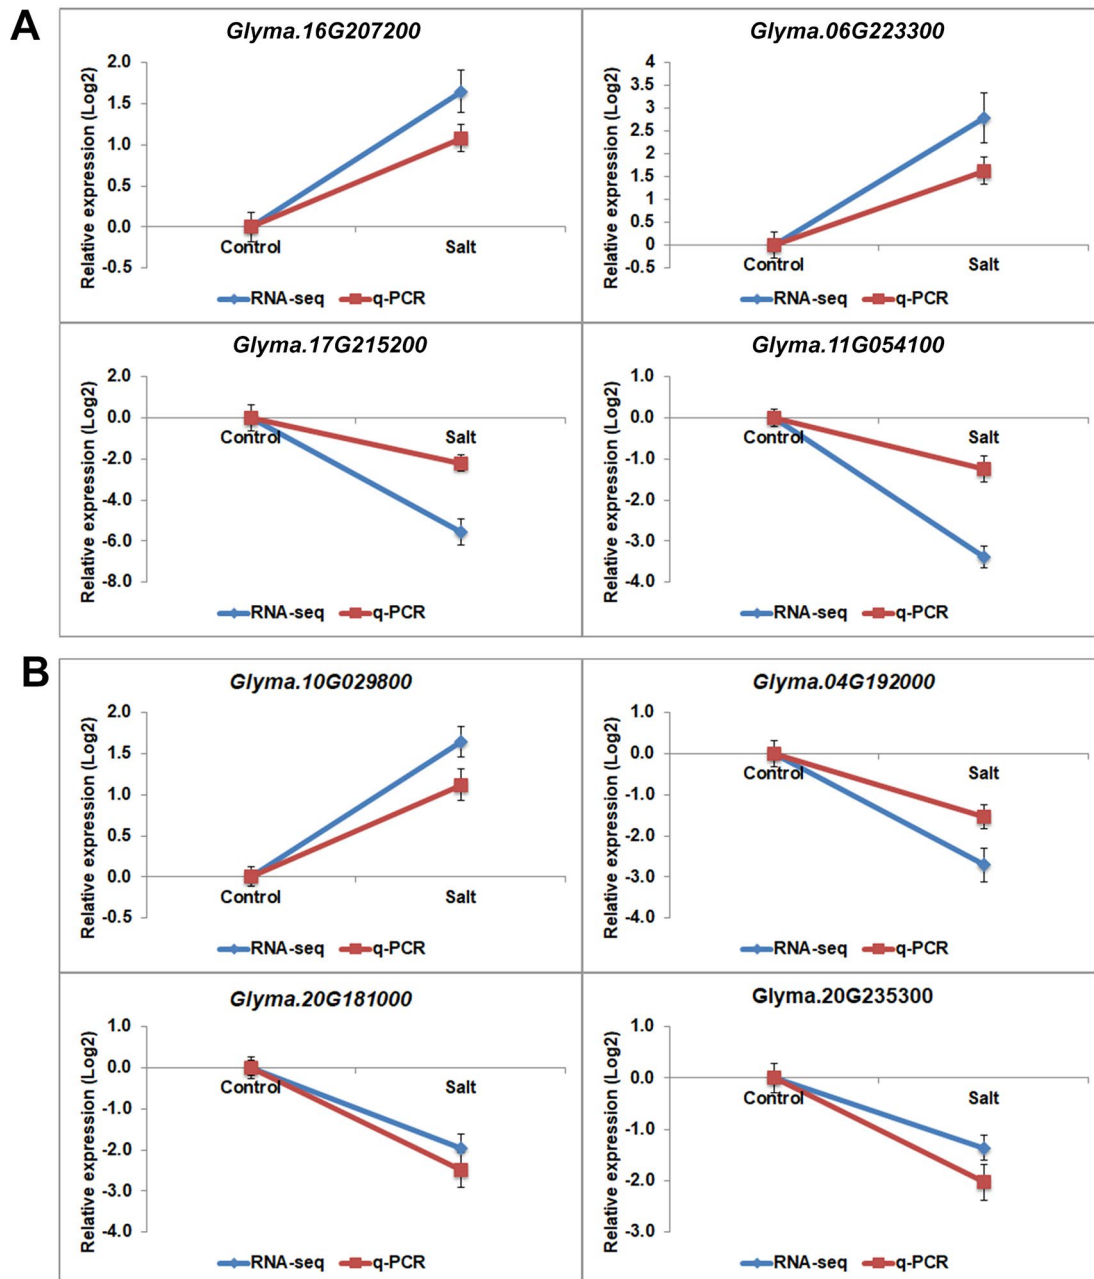 A
Glyma.16G207200
Relative expression (Log2)
2.0
1.5
1.0
0.5
0.0
-0.5
Control
Salt
RNA-seq
q-PCR
Glyma.06G223300
Relative expression (Log2)
4
3.5
3
2.5
2
1.5
1
0.5
0
-0.5
Control
Salt
RNA-seq
q-PCR
Glyma.17G215200
Relative expression (Log2)
2.0
0.0
-2.0
-4.0
-6.0
-8.0
Control
Salt
RNA-seq
q-PCR
Glyma.11G054100
Relative expression (Log2)
1.0
0.0
-1.0
-2.0
-3.0
-4.0
Control
Salt
RNA-seq
q-PCR
B
Glyma.10G029800
Relative expression (Log2)
2.0
1.5
1.0
0.5
0.0
-0.5
Control
Salt
RNA-seq
q-PCR
Glyma.04G192000
Relative expression (Log2)
1.0
0.0
-1.0
-2.0
-3.0
-4.0
Control
Salt
RNA-seq
q-PCR
Glyma.20G181000
Relative expression (Log2)
1.0
0.0
-1.0
-2.0
-3.0
-4.0
Control
Salt
RNA-seq
q-PCR
Glyma.20G235300
Relative expression (Log2)
1.0
0.0
-1.0
-2.0
-3.0
Control
Salt
RNA-seq
q-PCR